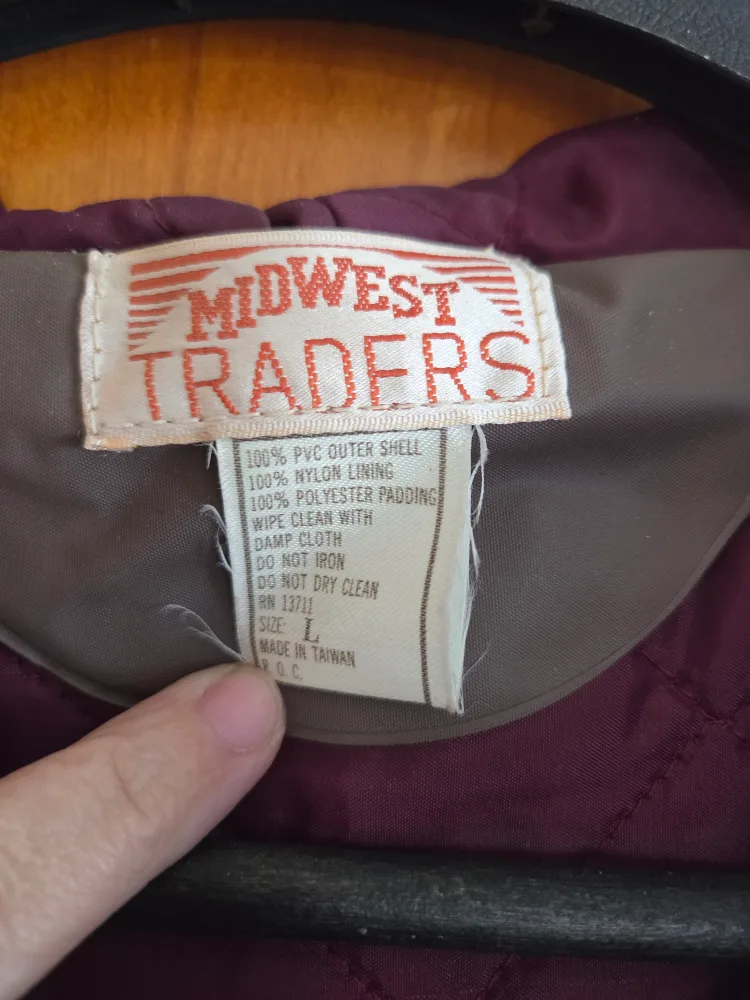 MIDWEST
TRADERS
100% PVC OUTER SHELL
100% NYLON LINING
100% POLYESTER PADDING
WIPE CLEAN WITH
DAMP CLOTH
DO NOT IRON
DO NOT DRY CLEAN
RN 13711
SIZE: L
MADE IN TAIWAN
R.O.C.